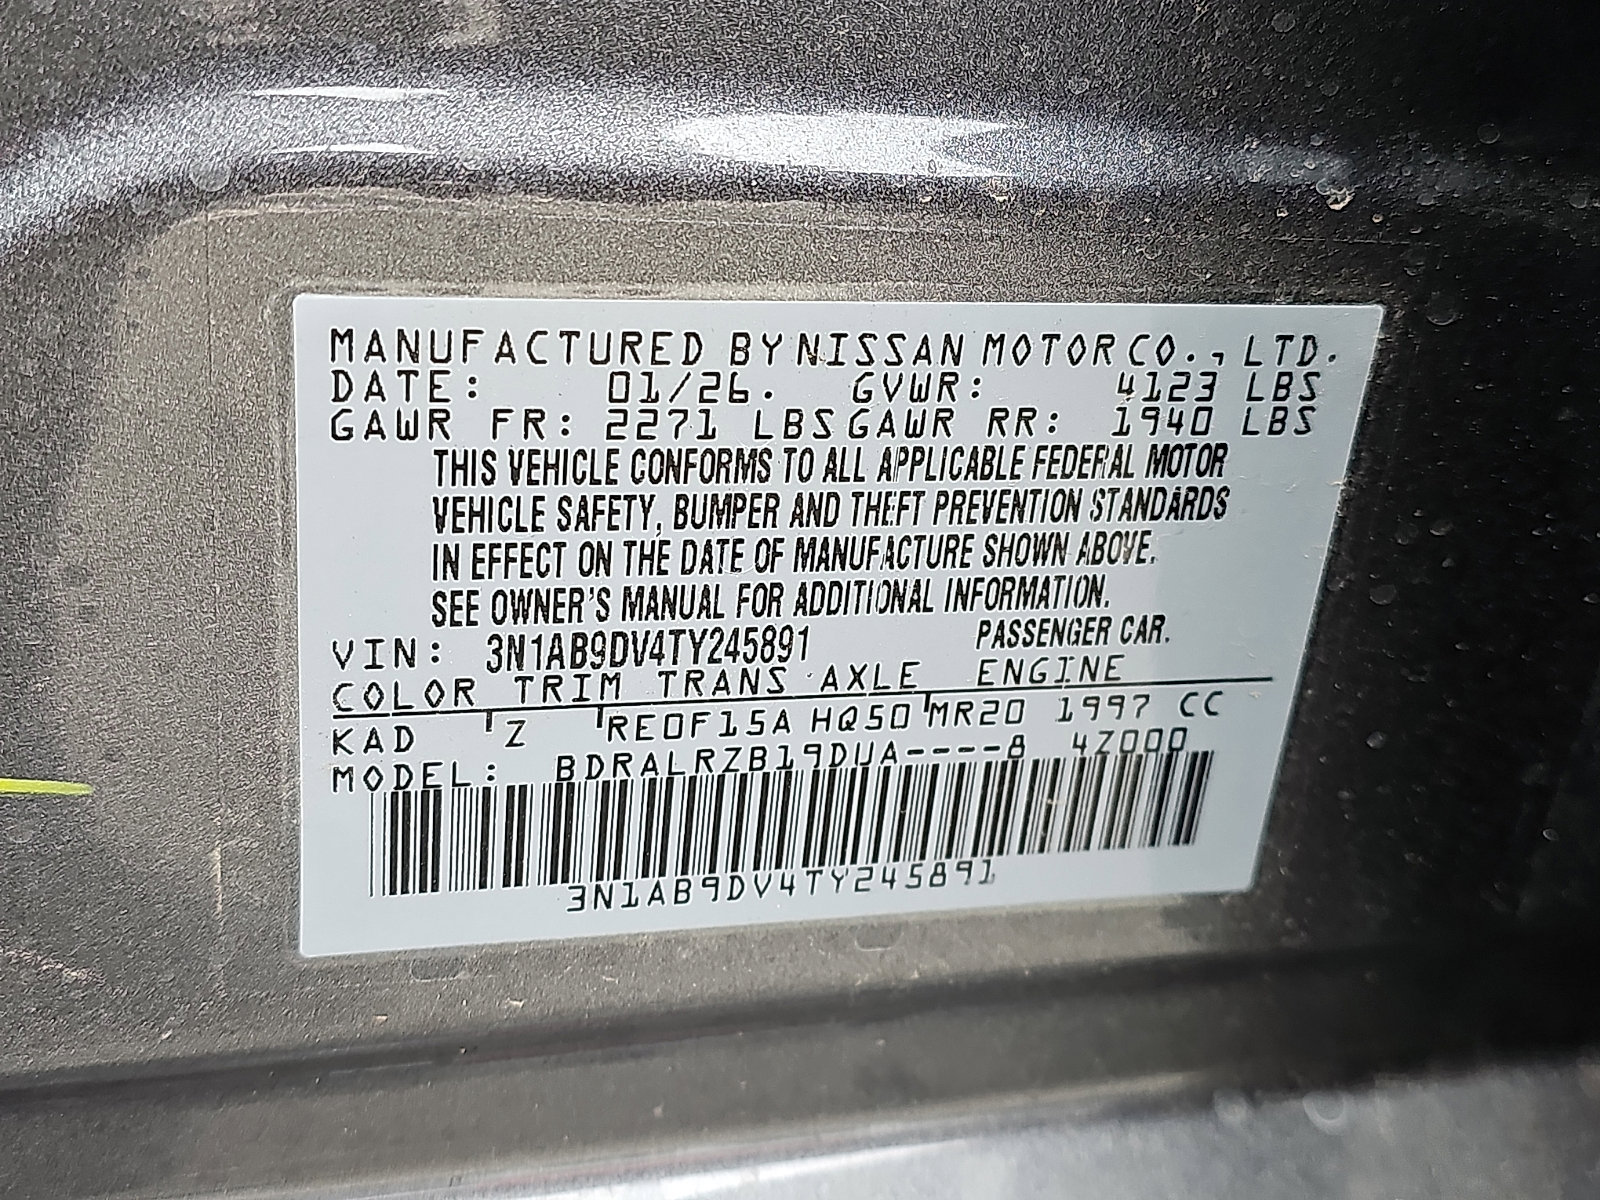 MANUFACTURED BY NISSAN MOTOR CO., LTD.
DATE: 01/26. GVWR: 4123 LBS
GAWR FR: 2271 LBS GAWR RR: 1940 LBS
THIS VEHICLE CONFORMS TO ALL APPLICABLE FEDERAL MOTOR
VEHICLE SAFETY, BUMPER AND THEFT PREVENTION STANDARDS
IN EFFECT ON THE DATE OF MANUFACTURE SHOWN ABOVE.
SEE OWNER'S MANUAL FOR ADDITIONAL INFORMATION.
VIN: 3N1AB9DV4TY245891 PASSENGER CAR.
COLOR TRIM TRANS AXLE ENGINE
KAD Z RE0F15A HQ50 MR20 1997 CC
MODEL: BDRALRZB19DUA----8 4Z000
3N1AB9DV4TY245891